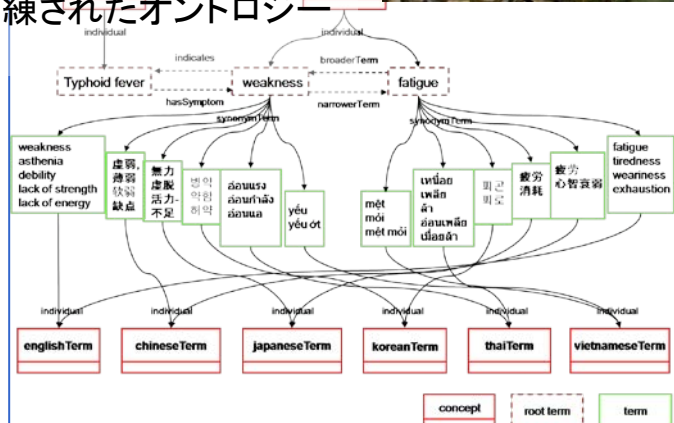 練されたオントロジー
individual
individual
indicates
broaderTerm
Typhoid fever
weakness
fatigue
hasSymptom
narrowerTerm
synonymTerm
synonymTerm
weakness
asthenia
debility
lack of strength
lack of energy
虚弱,
薄弱
软弱
缺点
無力
虚脱
活力-
不足
병약
약함
허약
อ่อนแรง
อ่อนกำลัง
อ่อนแอ
yếu
yếu ớt
mệt
mỏi
mệt mỏi
เหนื่อย
เพลีย
ล้า
อ่อนเพลีย
เมื่อยล้า
피곤
피로
疲劳
消耗
疲労
心智衰弱
fatigue
tiredness
weariness
exhaustion
individual
individual
individual
individual
individual
individual
englishTerm
chineseTerm
japaneseTerm
koreanTerm
thaiTerm
vietnameseTerm
concept
root term
term